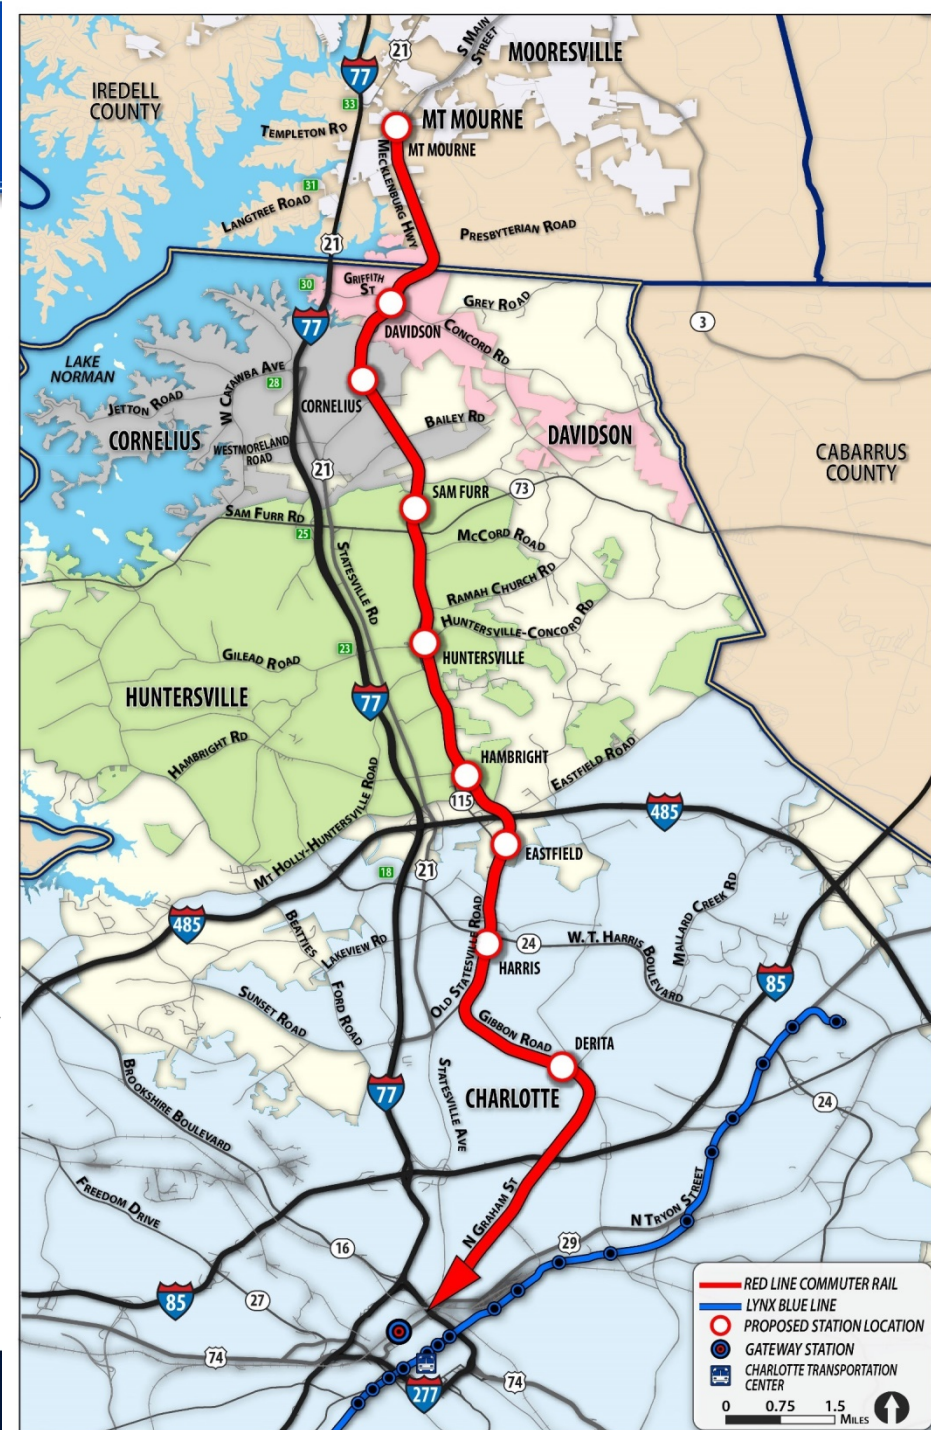 21
S MAIN
STREET
MOORESVILLE
77
IREDELL
COUNTY
33
TEMPLETON RD
MT MOURNE
MT MOURNE
MECKLENBURG HWY
31
LANGTREE ROAD
21
PRESBYTERIAN ROAD
30
GRIFFITH
ST
GREY ROAD
77
DAVIDSON
CONCORD RD
3
LAKE
NORMAN
W CATAWBA AVE
28
JETTON ROAD
CORNELIUS
CORNELIUS
BAILEY RD
DAVIDSON
WESTMORELAND
ROAD
21
CABARRUS
COUNTY
SAM FURR
73
SAM FURR RD
25
STATESVILLE RD
MCCORD ROAD
RAMAH CHURCH RD
HUNTERSVILLE-CONCORD RD
GILEAD ROAD
23
HUNTERSVILLE
HUNTERSVILLE
77
HAMBRIGHT RD
HAMBRIGHT
EASTFIELD ROAD
115
MT HOLLY-HUNTERSVILLE ROAD
485
EASTFIELD
21
18
MALLARD CREEK RD
485
BEATTIES
FORD ROAD
LAKEVIEW RD
OLD STATESVILLE ROAD
24
W. T. HARRIS
BOULEVARD
HARRIS
85
SUNSET ROAD
GIBBON ROAD
DERITA
BROOKSHIRE BOULEVARD
77
STATESVILLE AVE
CHARLOTTE
24
FREEDOM DRIVE
N GRAHAM ST
N TRYON STREET
16
29
85
27
74
277
74
RED LINE COMMUTER RAIL
LYNX BLUE LINE
PROPOSED STATION LOCATION
GATEWAY STATION
CHARLOTTE TRANSPORTATION
CENTER
0 0.75 1.5
MILES